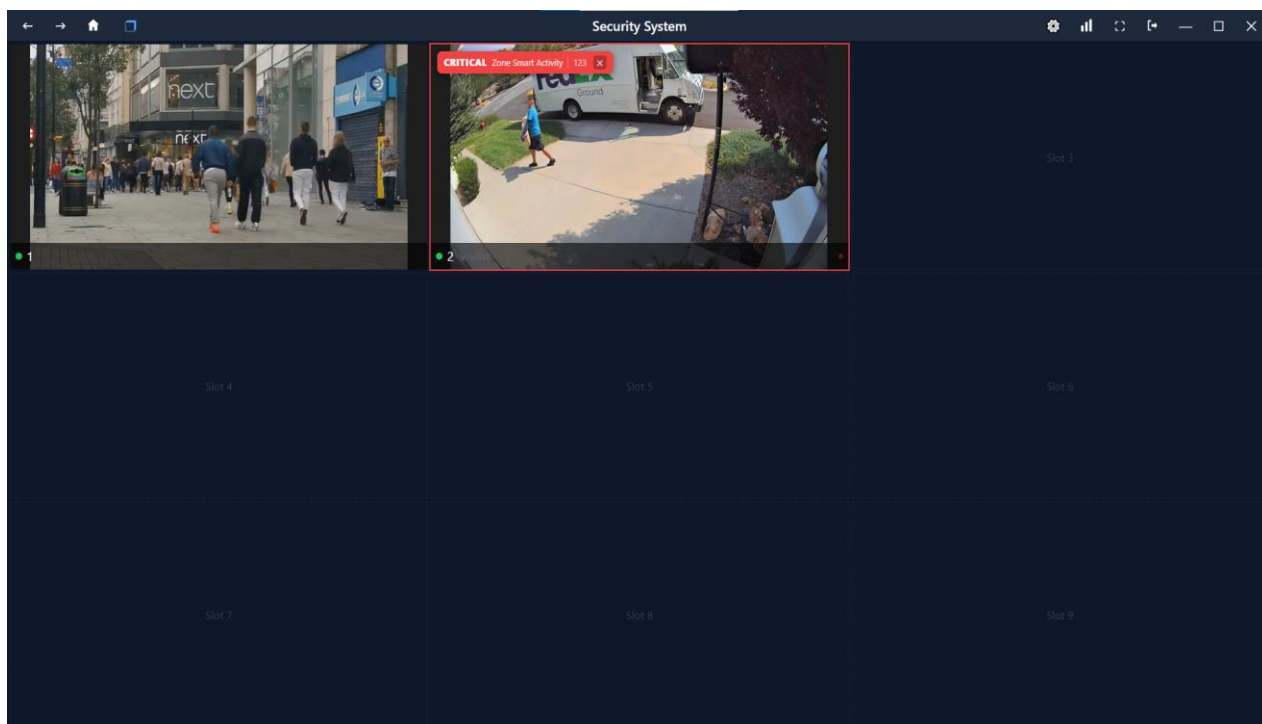 Security System
next
next
CRITICAL Zone Smart Activity 123
Ground
1
2
Slot 3
Slot 4
Slot 5
Slot 6
Slot 7
Slot 8
Slot 9